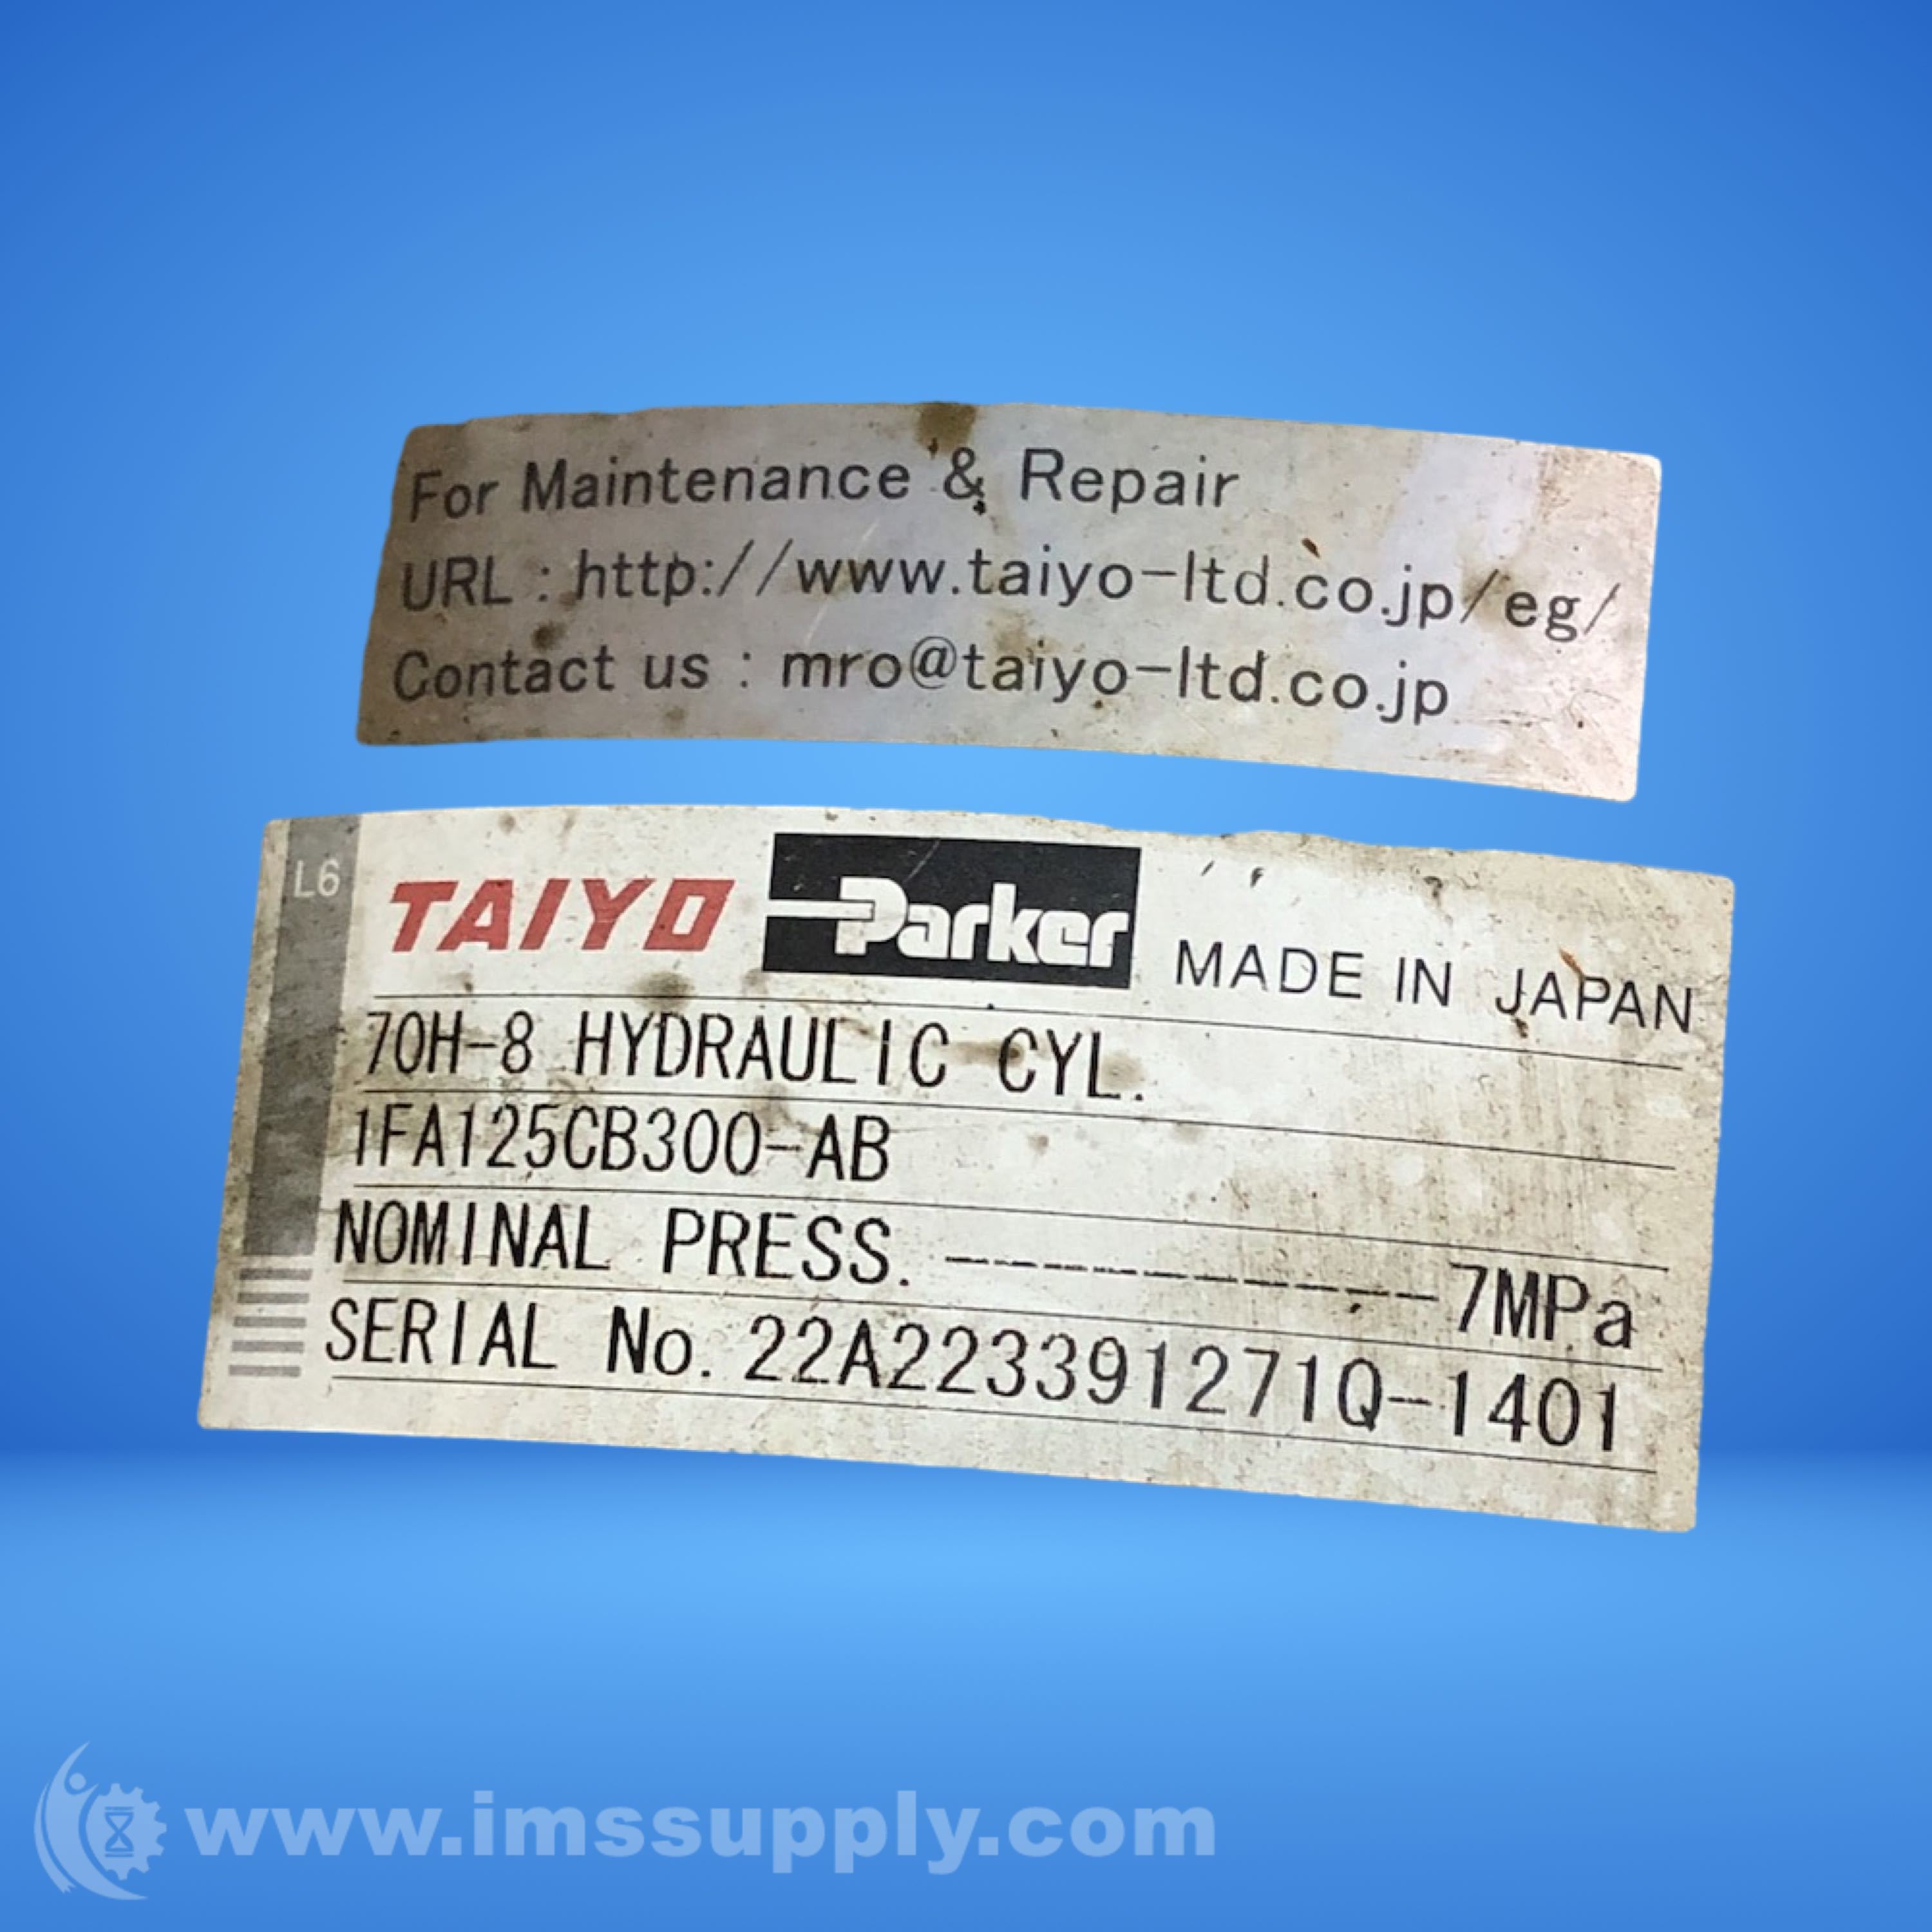 For Maintenance & Repair
URL : http://www.taiyo-ltd.co.jp/eg/
Contact us : mro@taiyo-ltd.co.jp
L6
TAIYO Parker MADE IN JAPAN
70H-8 HYDRAULIC CYL.
1FA125CB300-AB
NOMINAL PRESS. -----------7MPa
SERIAL No. 22A223391271Q-1401
www.imssupply.com